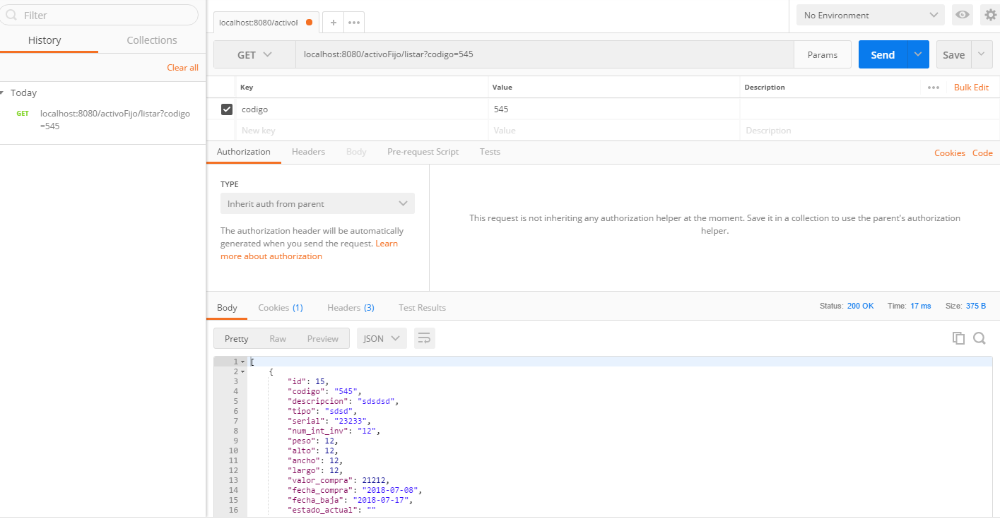 Filter
History
Collections
Clear all
Today
GET
localhost:8080/activoFijo/listar?codigo
=545
localhost:8080/activoF
+
•••
No Environment
GET
localhost:8080/activoFijo/listar?codigo=545
Params
Send
Save
Key
Value
Description
•••
Bulk Edit
codigo
545
New key
Value
Description
Authorization
Headers
Body
Pre-request Script
Tests
Cookies
Code
TYPE
Inherit auth from parent
The authorization header will be automatically
generated when you send the request. Learn
more about authorization
This request is not inheriting any authorization helper at the moment. Save it in a collection to use the parent's authorization
helper.
Body
Cookies (1)
Headers (3)
Test Results
Status: 200 OK
Time: 17 ms
Size: 375 B
Pretty
Raw
Preview
JSON
1 [
2 {
3 "id": 15,
4 "codigo": "545",
5 "descripcion": "sdsdsd",
6 "tipo": "sdsd",
7 "serial": "23233",
8 "num_int_inv": "12",
9 "peso": 12,
10 "alto": 12,
11 "ancho": 12,
12 "largo": 12,
13 "valor_compra": 21212,
14 "fecha_compra": "2018-07-08",
15 "fecha_baja": "2018-07-17",
16 "estado_actual": ""